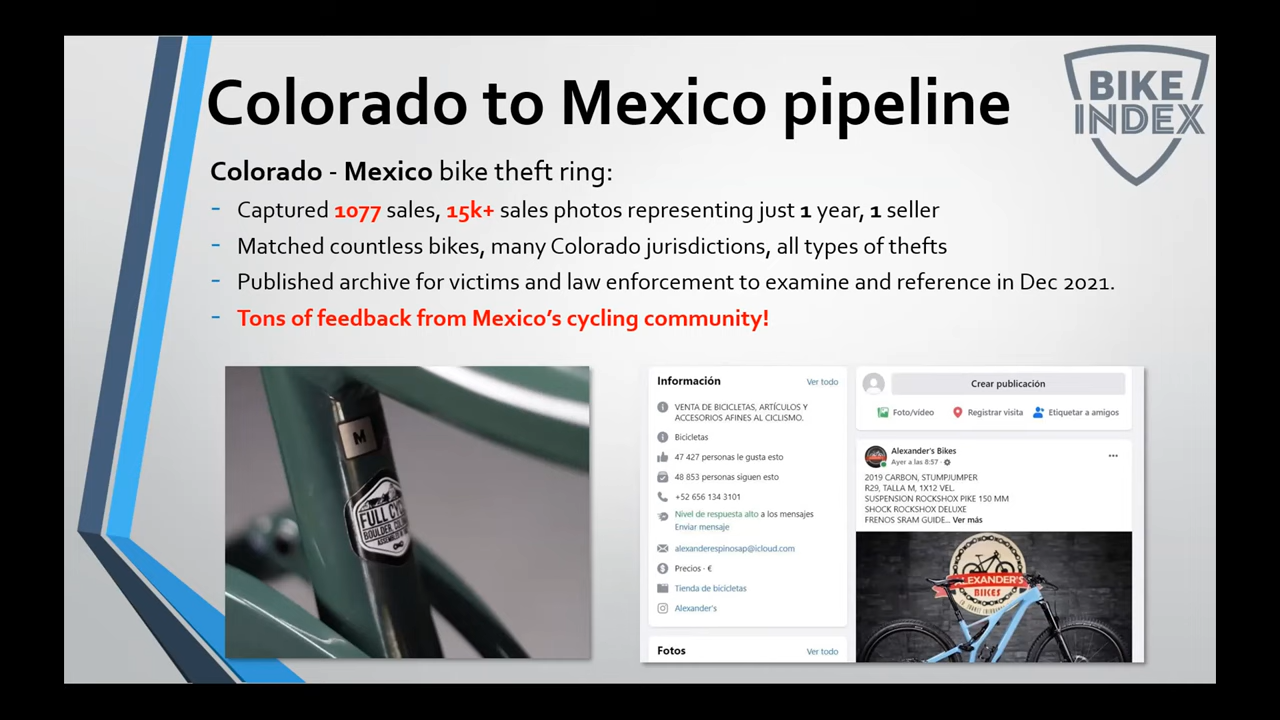 Colorado to Mexico pipeline
BIKE
INDEX
Colorado - Mexico bike theft ring:
- Captured 1077 sales, 15k+ sales photos representing just 1 year, 1 seller
- Matched countless bikes, many Colorado jurisdictions, all types of thefts
- Published archive for victims and law enforcement to examine and reference in Dec 2021.
- Tons of feedback from Mexico's cycling community!
M
FULL CYC
BOULDER, COL
Información
Ver todo
VENTA DE BICICLETAS, ARTÍCULOS Y
ACCESORIOS AFINES AL CICLISMO.
Bicicletas
47 427 personas le gusta esto
48 853 personas siguen esto
+52 656 134 3101
Nivel de respuesta alto a los mensajes
Enviar mensaje
alexanderespinosap@icloud.com
Precios · €
Tienda de bicicletas
Alexander's
Fotos
Ver todo
Crear publicación
Foto/vídeo
Registrar visita
Etiquetar a amigos
Alexander's Bikes
Ayer a las 8:57 ·
2019 CARBON, STUMPJUMPER
R29, TALLA M, 1X12 VEL.
SUSPENSION ROCKSHOX PIKE 150 MM
SHOCK ROCKSHOX DELUXE
FRENOS SRAM GUIDE... Ver más
ALEXANDER'S
BIKES